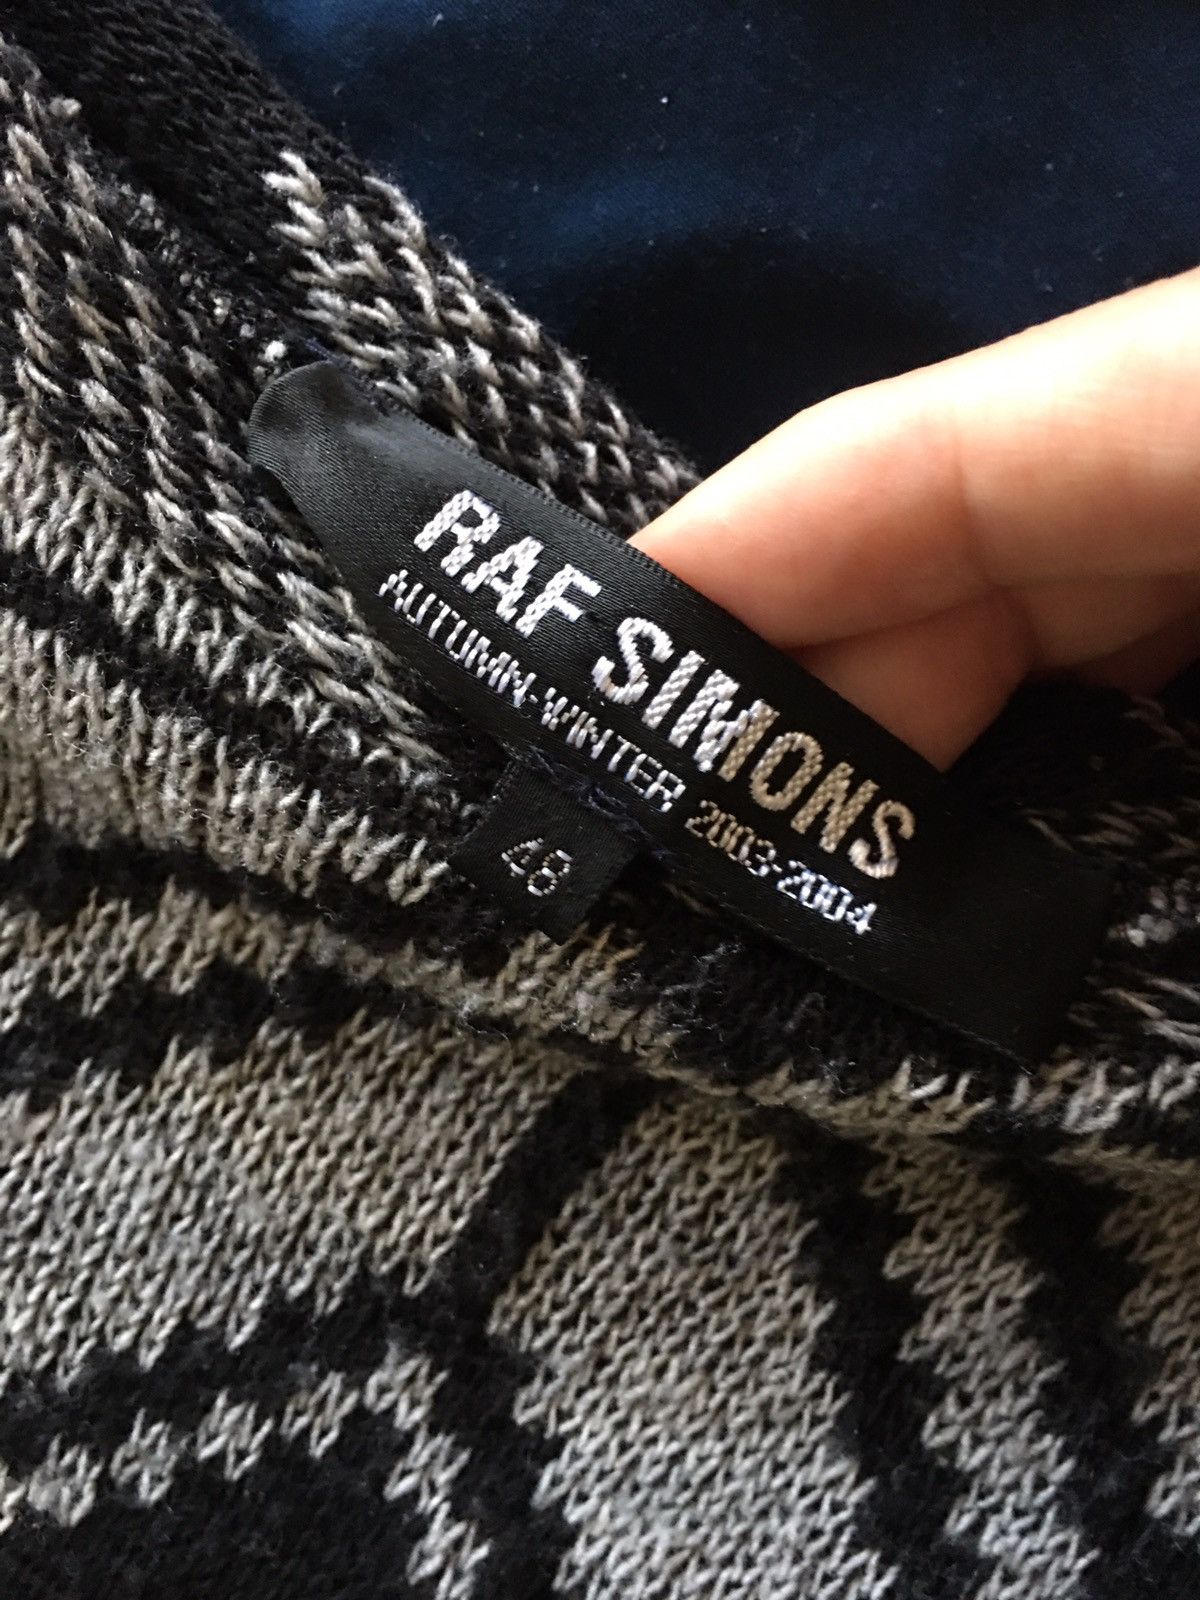 RAF SIMONS
AUTUMN-WINTER 2003-2004
48